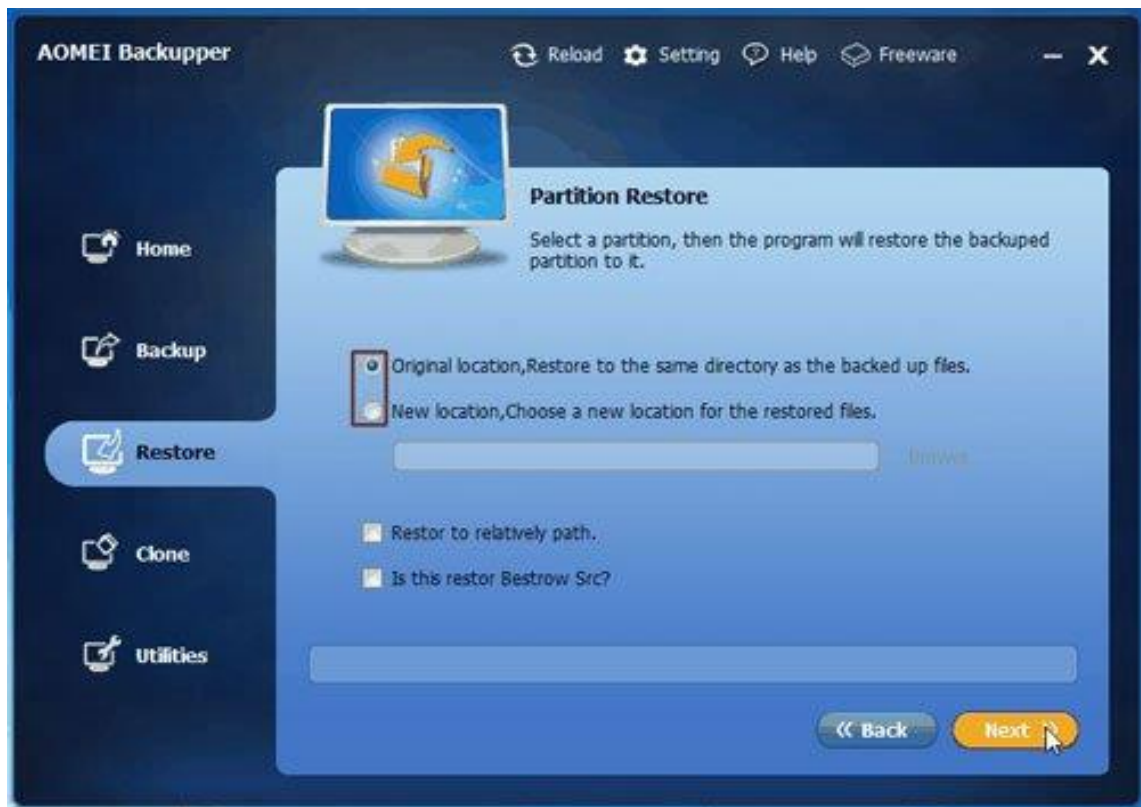 AOMEI Backupper
Reload Setting Help Freeware
Partition Restore
Select a partition, then the program will restore the backuped
partition to it.
Home
Backup
Restore
Clone
Utilities
Original location,Restore to the same directory as the backed up files.
New location,Choose a new location for the restored files.
Restor to relatively path.
Is this restor Bestrow Src?
Back
Next